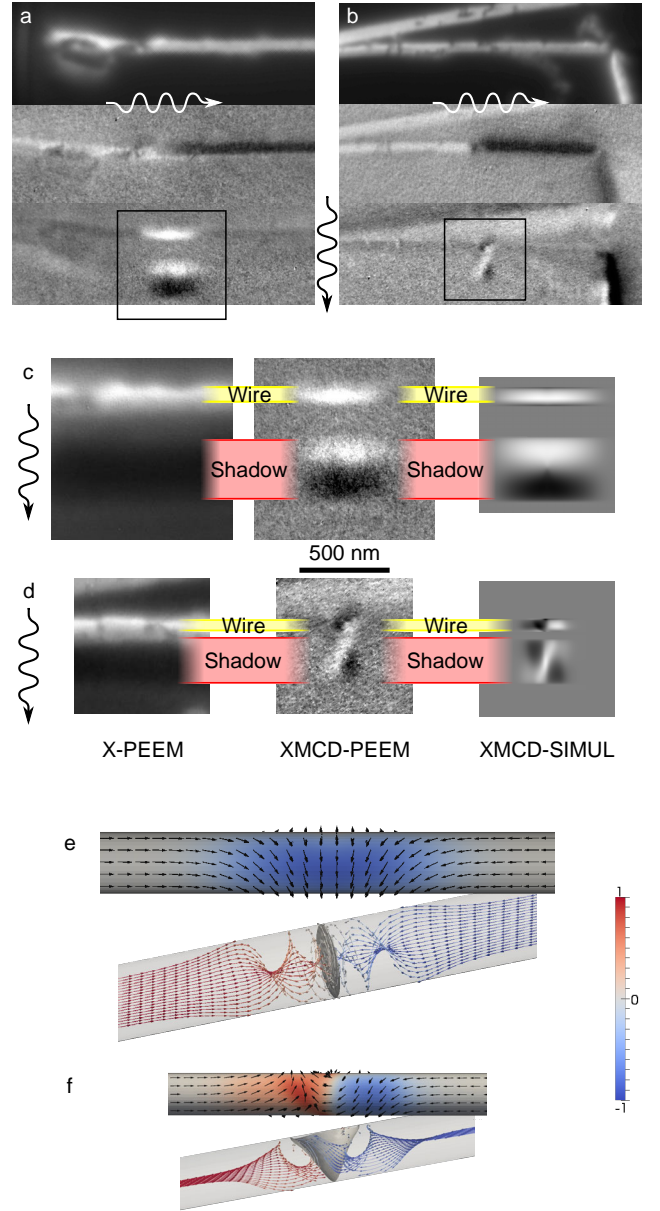 a
b
c
Wire
Wire
Shadow
Shadow
500 nm
d
Wire
Wire
Shadow
Shadow
X-PEEM
XMCD-PEEM
XMCD-SIMUL
e
1
0
-1
f